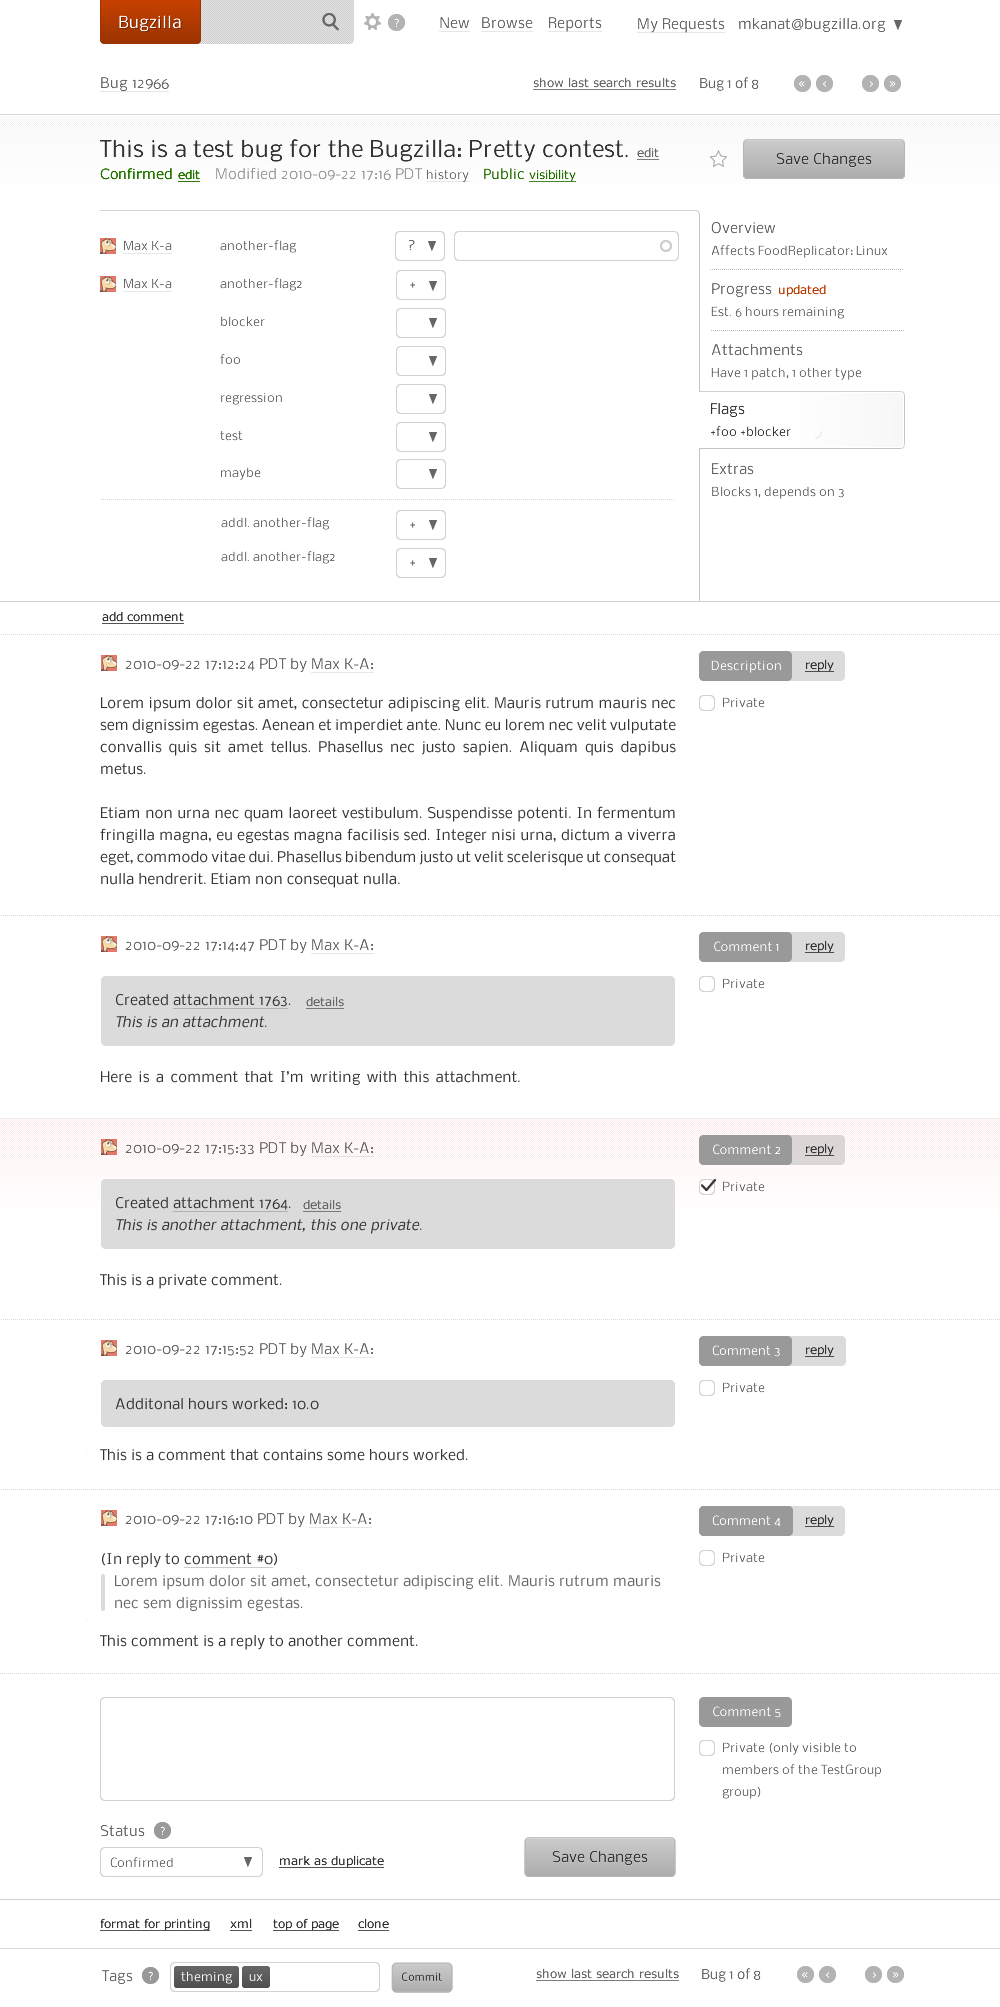 Bugzilla ? New Browse Reports My Requests mkanat@bugzilla.org ▼
Bug 12966 show last search results Bug 1 of 8 « ‹ › »
This is a test bug for the Bugzilla: Pretty contest. edit Save Changes
Confirmed edit Modified 2010-09-22 17:16 PDT history Public visibility
Max K-a another-flag ? ▼
Max K-a another-flag2 + ▼
blocker ▼
foo ▼
regression ▼
test ▼
maybe ▼
addl. another-flag + ▼
addl. another-flag2 + ▼
Overview
Affects FoodReplicator: Linux
Progress updated
Est. 6 hours remaining
Attachments
Have 1 patch, 1 other type
Flags
+foo +blocker
Extras
Blocks 1, depends on 3
add comment
2010-09-22 17:12:24 PDT by Max K-A: Description reply
Private
Lorem ipsum dolor sit amet, consectetur adipiscing elit. Mauris rutrum mauris nec
sem dignissim egestas. Aenean et imperdiet ante. Nunc eu lorem nec velit vulputate
convallis quis sit amet tellus. Phasellus nec justo sapien. Aliquam quis dapibus
metus.
Etiam non urna nec quam laoreet vestibulum. Suspendisse potenti. In fermentum
fringilla magna, eu egestas magna facilisis sed. Integer nisi urna, dictum a viverra
eget, commodo vitae dui. Phasellus bibendum justo ut velit scelerisque ut consequat
nulla hendrerit. Etiam non consequat nulla.
2010-09-22 17:14:47 PDT by Max K-A: Comment 1 reply
Private
Created attachment 1763. details
This is an attachment.
Here is a comment that I'm writing with this attachment.
2010-09-22 17:15:33 PDT by Max K-A: Comment 2 reply
Private
Created attachment 1764. details
This is another attachment, this one private.
This is a private comment.
2010-09-22 17:15:52 PDT by Max K-A: Comment 3 reply
Private
Additonal hours worked: 10.0
This is a comment that contains some hours worked.
2010-09-22 17:16:10 PDT by Max K-A: Comment 4 reply
Private
(In reply to comment #0)
Lorem ipsum dolor sit amet, consectetur adipiscing elit. Mauris rutrum mauris
nec sem dignissim egestas.
This comment is a reply to another comment.
Comment 5
Private (only visible to
members of the TestGroup
group)
Status ?
Confirmed ▼ mark as duplicate Save Changes
format for printing xml top of page clone
Tags ? theming ux Commit show last search results Bug 1 of 8 « ‹ › »